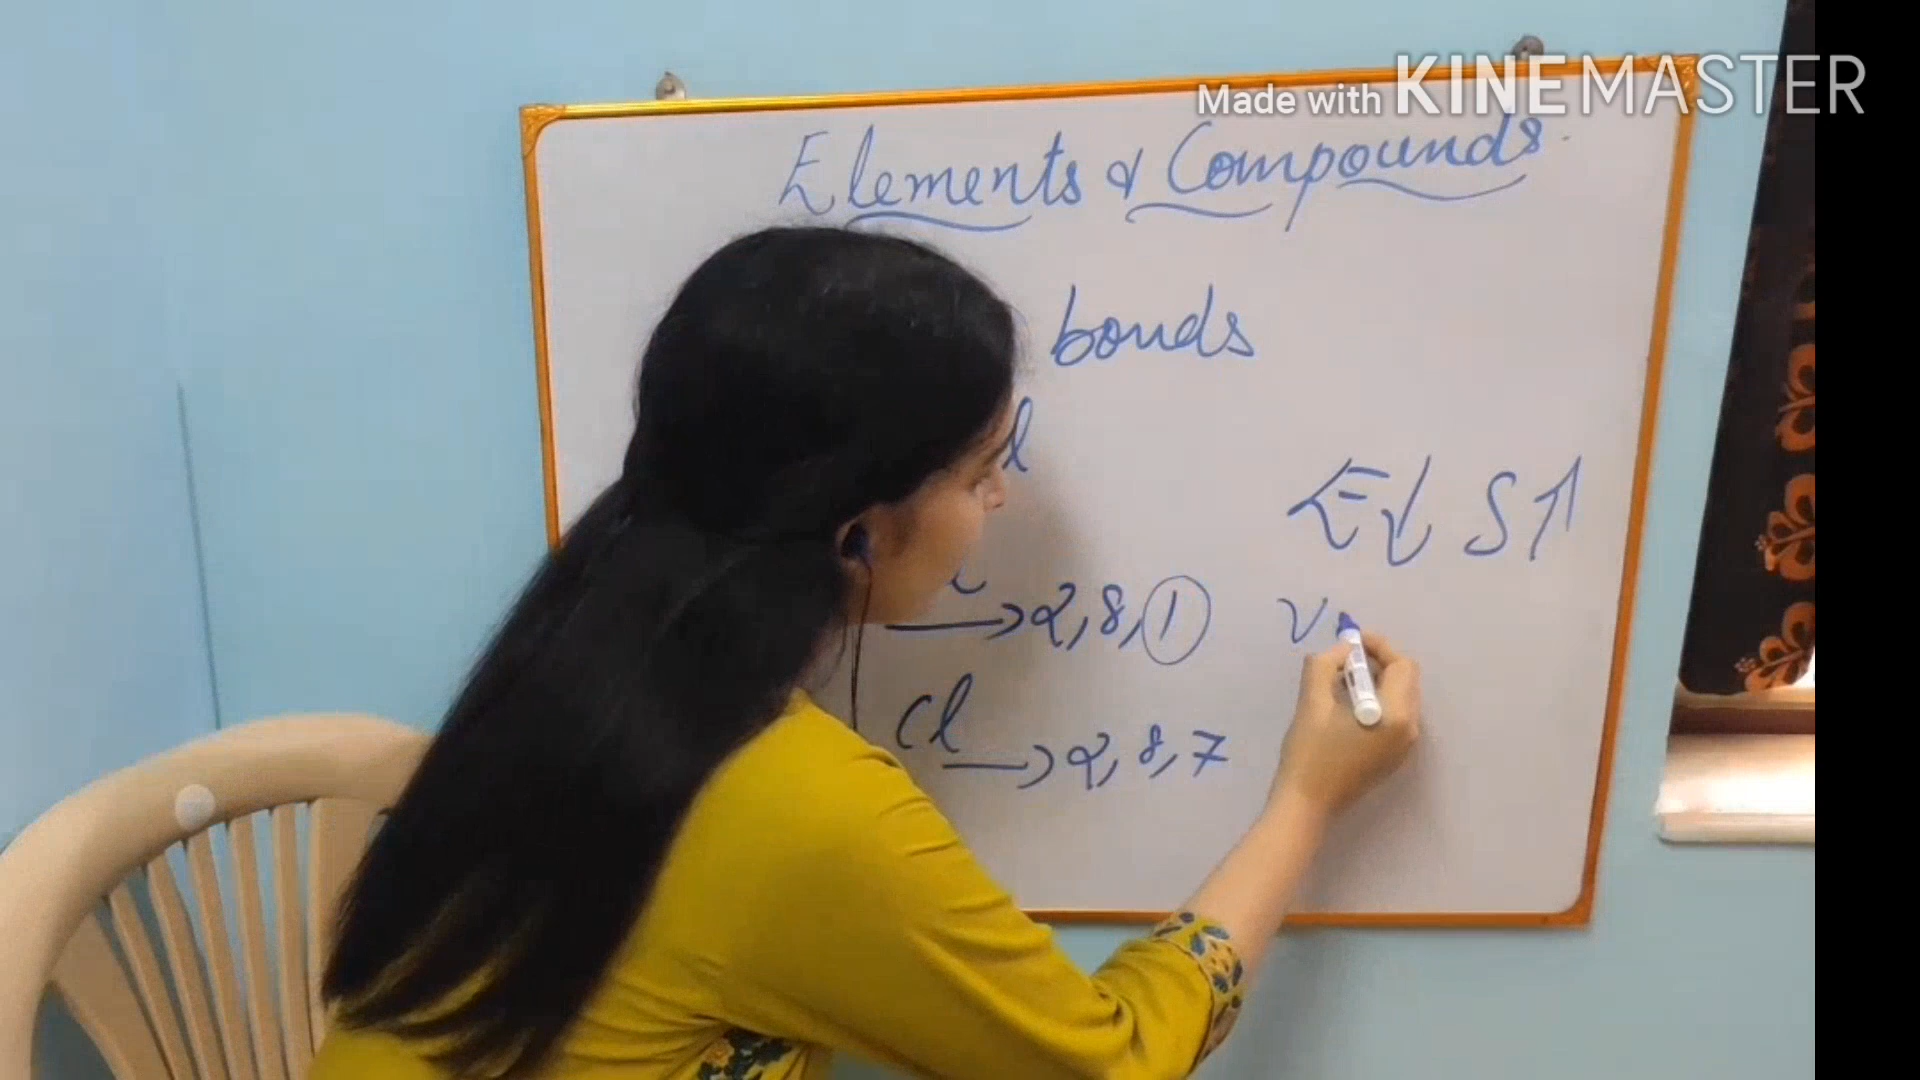 Made with KINEMASTER
Elements & Compounds.
bonds
l
E↓ S↑
→ 2, 8, 1
V
Cl
→ 2, 8, 7